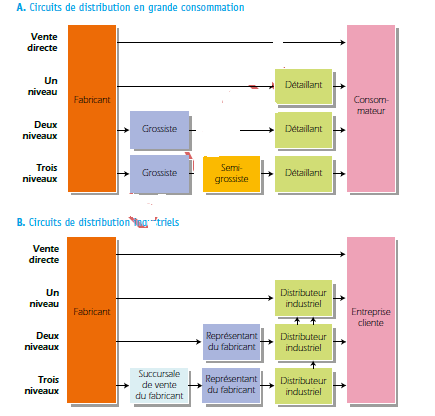 A. Circuits de distribution en grande consommation
Vente
directe
Un
niveau
Deux
niveaux
Trois
niveaux
Fabricant
Détaillant
Grossiste
Détaillant
Grossiste
Semi-
grossiste
Détaillant
Consom-
mateur
B. Circuits de distribution triels
Vente
directe
Un
niveau
Deux
niveaux
Trois
niveaux
Fabricant
Distributeur
industriel
Représentant
du fabricant
Distributeur
industriel
Succursale
de vente
du fabricant
Représentant
du fabricant
Distributeur
industriel
Entreprise
cliente